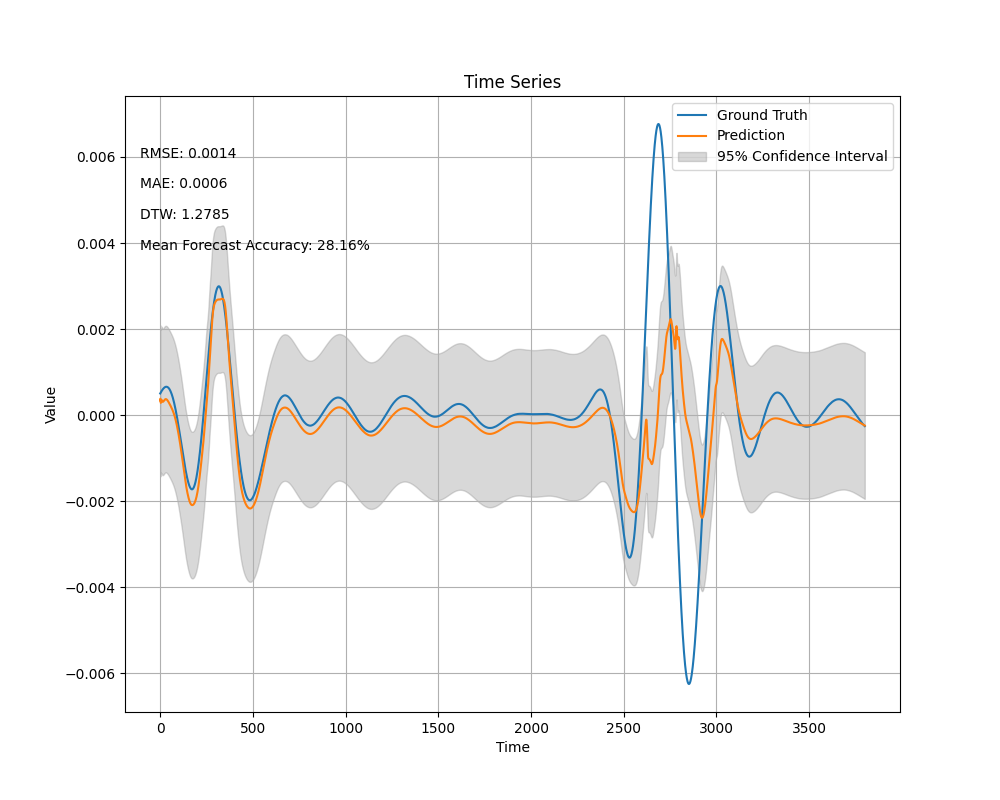 Time Series
Ground Truth
Prediction
95% Confidence Interval
RMSE: 0.0014
MAE: 0.0006
DTW: 1.2785
Mean Forecast Accuracy: 28.16%
Value
0.006
0.004
0.002
0.000
−0.002
−0.004
−0.006
0 500 1000 1500 2000 2500 3000 3500
Time